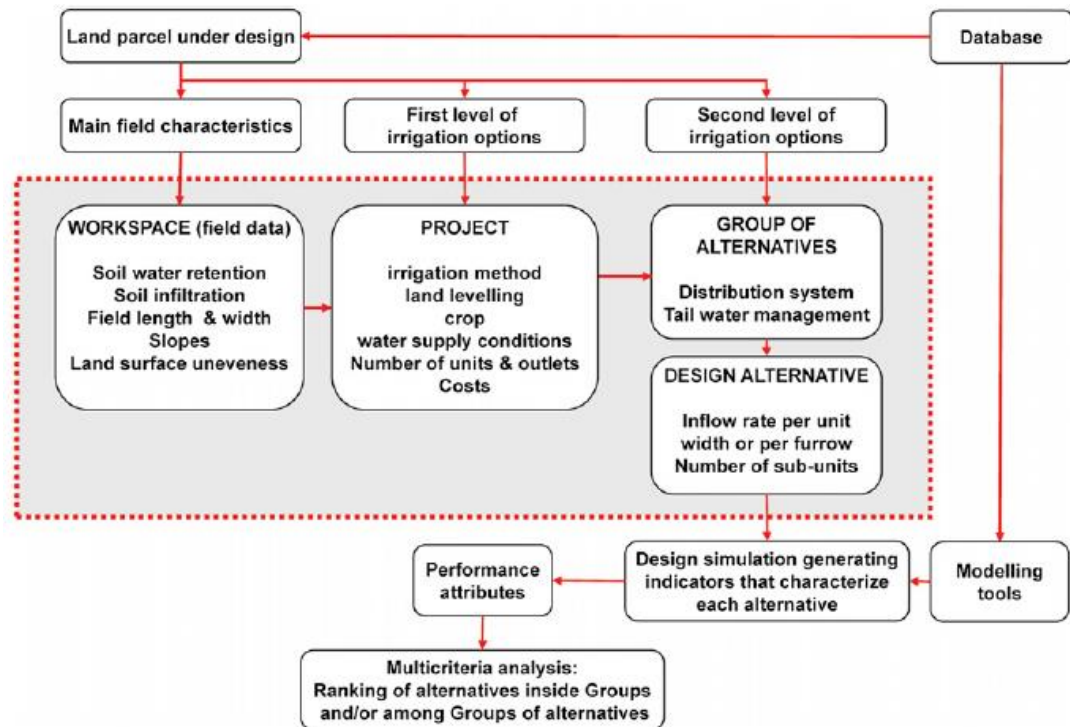 Land parcel under design
Database
Main field characteristics
First level of
irrigation options
Second level of
irrigation options
WORKSPACE (field data)
Soil water retention
Soil infiltration
Field length & width
Slopes
Land surface uneveness
PROJECT
irrigation method
land levelling
crop
water supply conditions
Number of units & outlets
Costs
GROUP OF
ALTERNATIVES
Distribution system
Tail water management
DESIGN ALTERNATIVE
Inflow rate per unit
width or per furrow
Number of sub-units
Performance
attributes
Design simulation generating
indicators that characterize
each alternative
Modelling
tools
Multicriteria analysis:
Ranking of alternatives inside Groups
and/or among Groups of alternatives